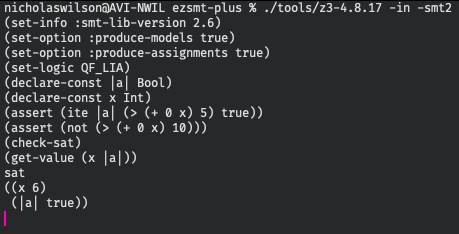 nicholaswilson@AVI-NWIL ezsmt-plus % ./tools/z3-4.8.17 -in -smt2
(set-info :smt-lib-version 2.6)
(set-option :produce-models true)
(set-option :produce-assignments true)
(set-logic QF_LIA)
(declare-const |a| Bool)
(declare-const x Int)
(assert (ite |a| (> (+ 0 x) 5) true))
(assert (not (> (+ 0 x) 10)))
(check-sat)
(get-value (x |a|))
sat
((x 6)
 (|a| true))